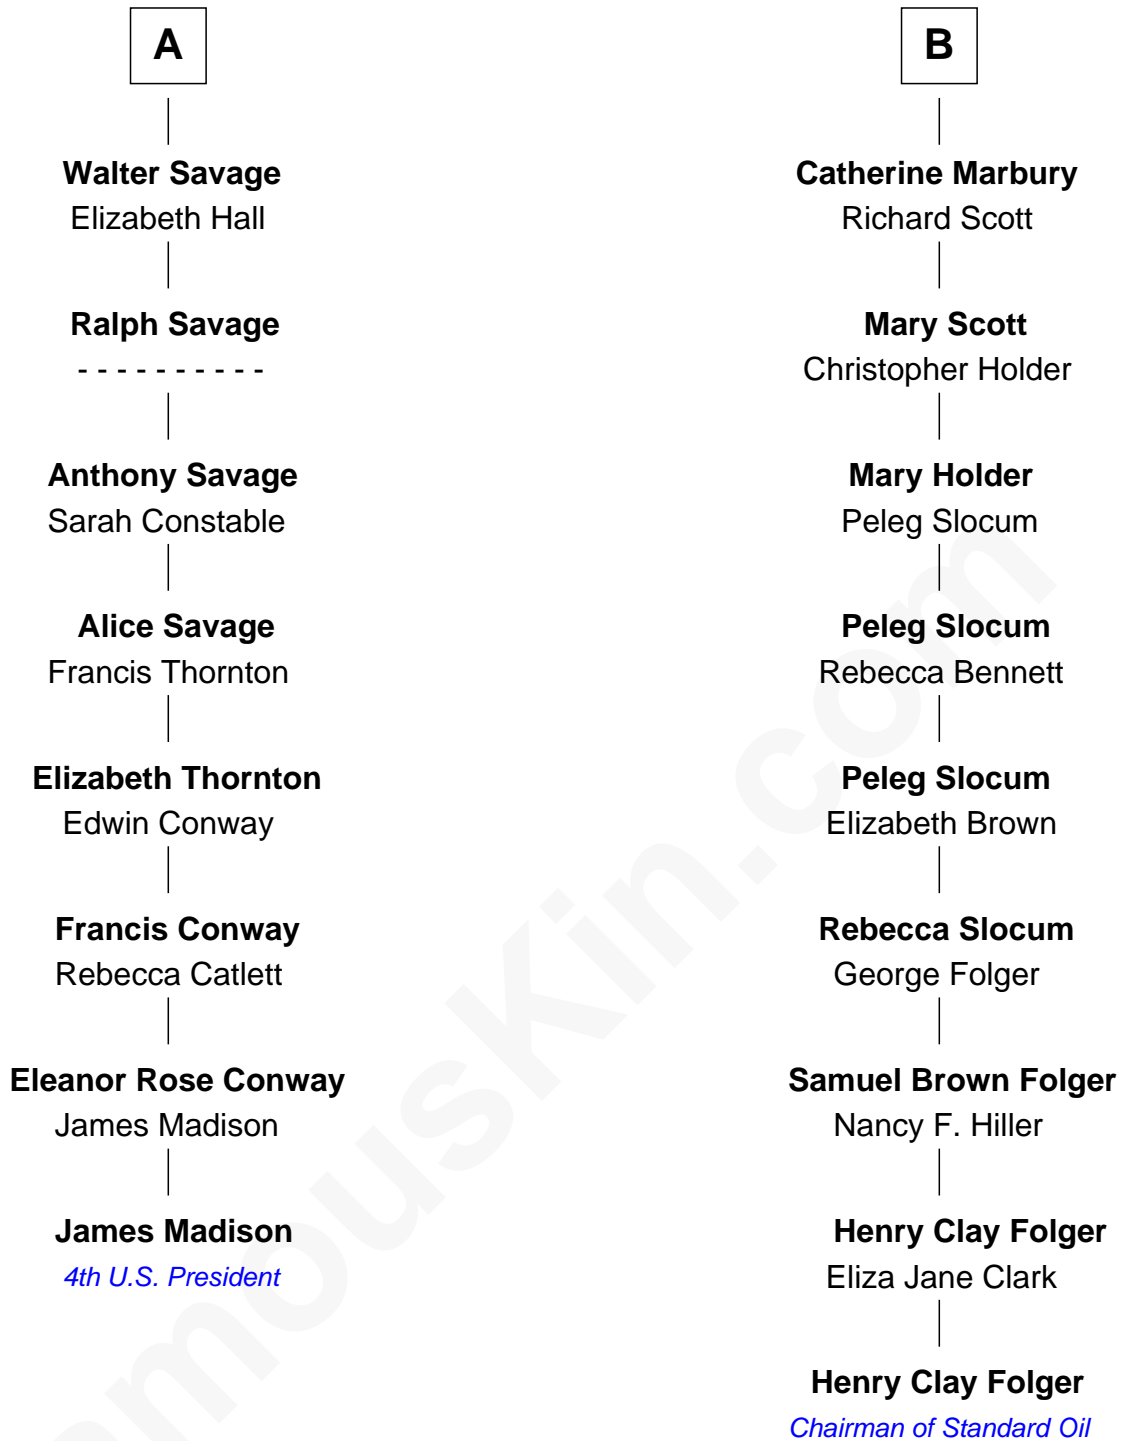 A
Walter Savage
Elizabeth Hall
Ralph Savage
- - - - - - - - - -
Anthony Savage
Sarah Constable
Alice Savage
Francis Thornton
Elizabeth Thornton
Edwin Conway
Francis Conway
Rebecca Catlett
Eleanor Rose Conway
James Madison
James Madison
4th U.S. President
B
Catherine Marbury
Richard Scott
Mary Scott
Christopher Holder
Mary Holder
Peleg Slocum
Peleg Slocum
Rebecca Bennett
Peleg Slocum
Elizabeth Brown
Rebecca Slocum
George Folger
Samuel Brown Folger
Nancy F. Hiller
Henry Clay Folger
Eliza Jane Clark
Henry Clay Folger
Chairman of Standard Oil
amouskin.com